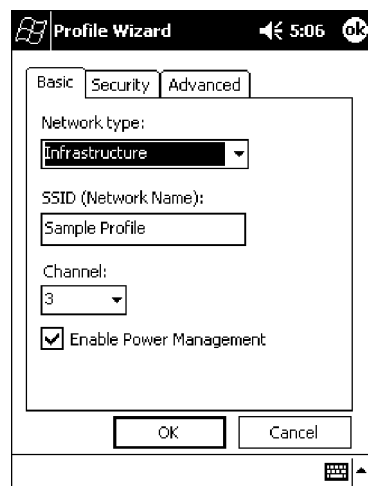 Profile Wizard 5:06 ok
Basic Security Advanced
Network type:
Infrastructure
SSID (Network Name):
Sample Profile
Channel:
3
Enable Power Management
OK Cancel